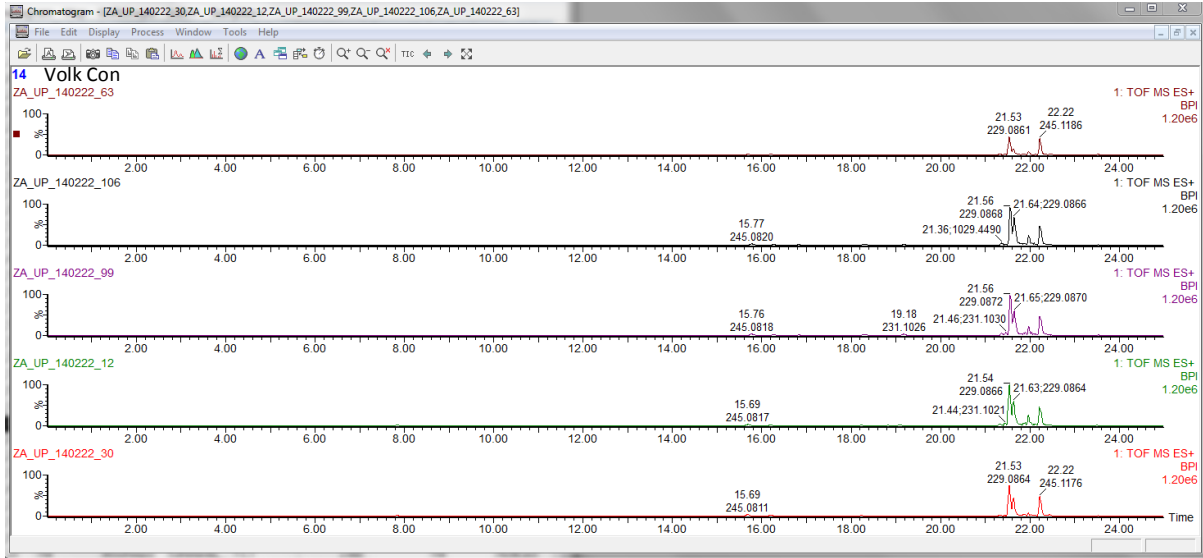 Chromatogram - [ZA_UP_140222_30,ZA_UP_140222_12,ZA_UP_140222_99,ZA_UP_140222_106,ZA_UP_140222_63]
File Edit Display Process Window Tools Help
TIC
14 Volk Con
ZA_UP_140222_63 1: TOF MS ES+
BPI
1.20e6
21.53
229.0861
22.22
245.1186
100
%
0
2.00 4.00 6.00 8.00 10.00 12.00 14.00 16.00 18.00 20.00 22.00 24.00
ZA_UP_140222_106 1: TOF MS ES+
BPI
1.20e6
21.56
229.0868
21.64;229.0866
21.36;1029.4490
15.77
245.0820
100
%
0
2.00 4.00 6.00 8.00 10.00 12.00 14.00 16.00 18.00 20.00 22.00 24.00
ZA_UP_140222_99 1: TOF MS ES+
BPI
1.20e6
21.56
229.0872
21.65;229.0870
21.46;231.1030
15.76
245.0818
19.18
231.1026
100
%
0
2.00 4.00 6.00 8.00 10.00 12.00 14.00 16.00 18.00 20.00 22.00 24.00
ZA_UP_140222_12 1: TOF MS ES+
BPI
1.20e6
21.54
229.0866
21.63;229.0864
21.44;231.1021
15.69
245.0817
100
%
0
2.00 4.00 6.00 8.00 10.00 12.00 14.00 16.00 18.00 20.00 22.00 24.00
ZA_UP_140222_30 1: TOF MS ES+
BPI
1.20e6
21.53
229.0864
22.22
245.1176
15.69
245.0811
100
%
0
Time
2.00 4.00 6.00 8.00 10.00 12.00 14.00 16.00 18.00 20.00 22.00 24.00